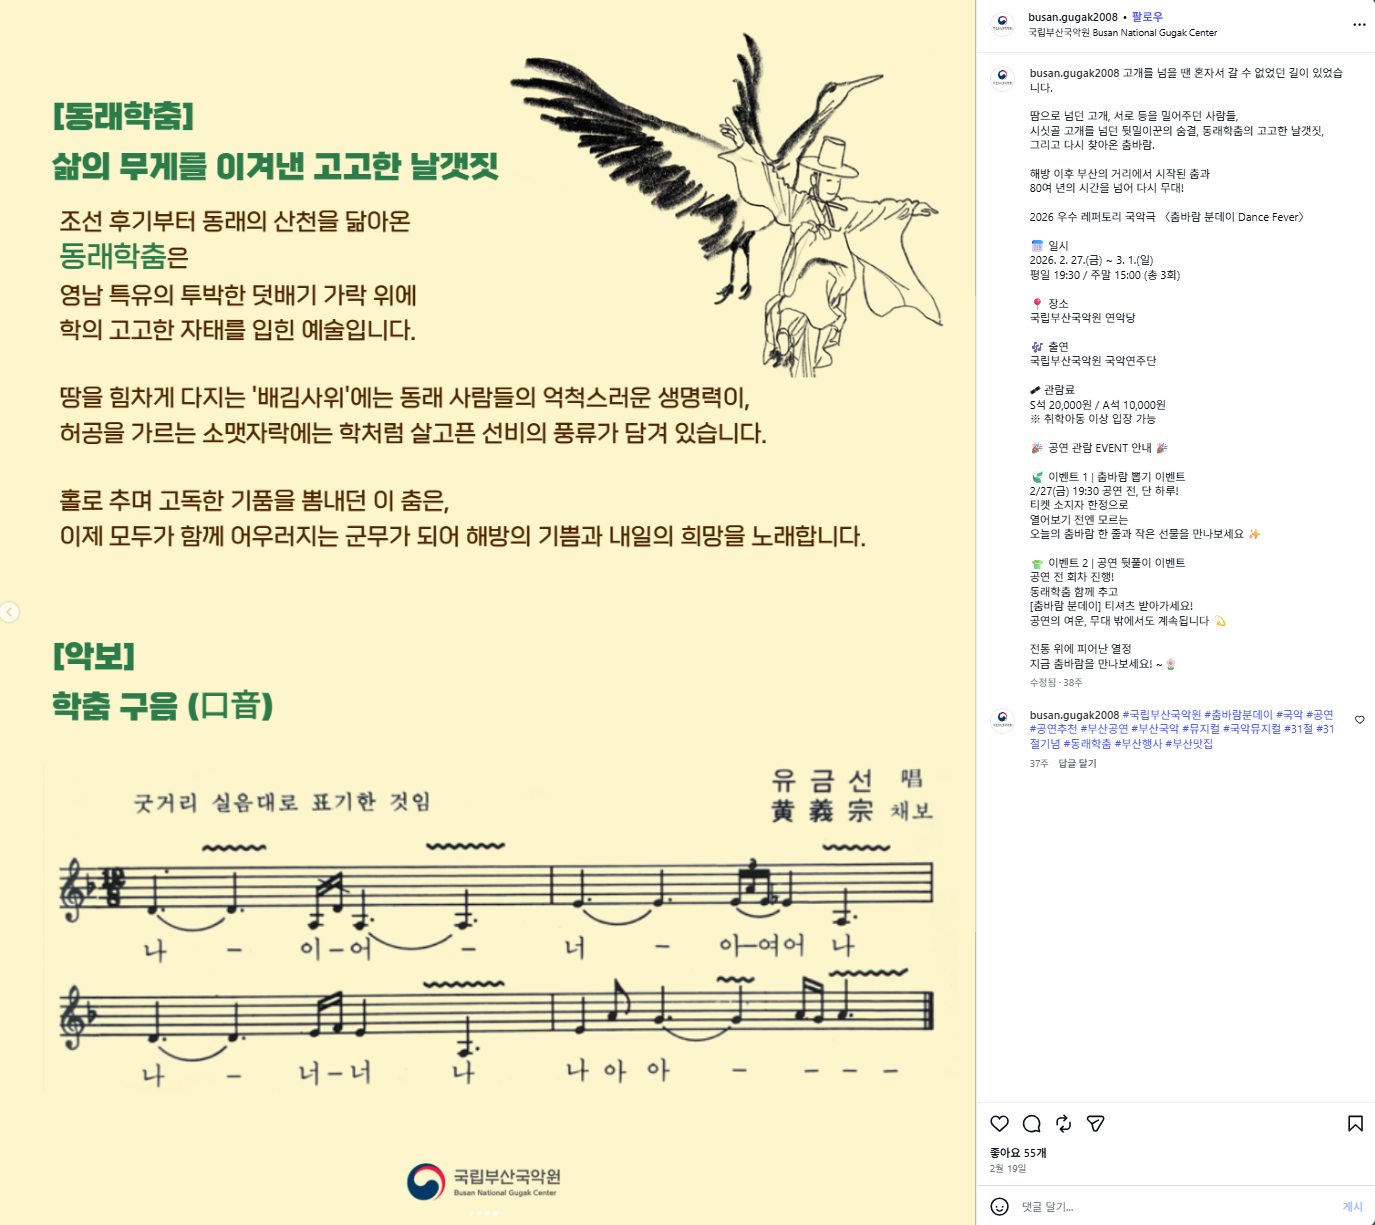 [동래학춤]
삶의 무게를 이겨낸 고고한 날갯짓
조선 후기부터 동래의 산천을 닮아온
동래학춤은
영남 특유의 투박한 덧배기 가락 위에
학의 고고한 자태를 입힌 예술입니다.
땅을 힘차게 다지는 '배김사위'에는 동래 사람들의 억척스러운 생명력이,
허공을 가르는 소맷자락에는 학처럼 살고픈 선비의 풍류가 담겨 있습니다.
홀로 추며 고독한 기품을 뽐내던 이 춤은,
이제 모두가 함께 어우러지는 군무가 되어 해방의 기쁨과 내일의 희망을 노래합니다.
[악보]
학춤 구음 (口音)
굿거리 실음대로 표기한 것임
유금선 唱
黄義宗 채보
12
8
3
나 – 이–어 – 너 – 아–여어 나
나 – 너–너 나 나 아 아 – – – –
국립부산국악원
Busan National Gugak Center
busan.gugak2008 • 팔로우
국립부산국악원 Busan National Gugak Center
busan.gugak2008 고개를 넘을 땐 혼자서 갈 수 없었던 길이 있었습
니다.
땀으로 넘던 고개, 서로 등을 밀어주던 사람들,
시싯골 고개를 넘던 뒷밀이꾼의 숨결, 동래학춤의 고고한 날갯짓,
그리고 다시 찾아온 춤바람.
해방 이후 부산의 거리에서 시작된 춤과
80여 년의 시간을 넘어 다시 무대!
2026 우수 레퍼토리 국악극 〈춤바람 분데이 Dance Fever〉
🗓️ 일시
2026. 2. 27.(금) ~ 3. 1.(일)
평일 19:30 / 주말 15:00 (총 3회)
📍 장소
국립부산국악원 연악당
🎶 출연
국립부산국악원 국악연주단
관람료
S석 20,000원 / A석 10,000원
※ 취학아동 이상 입장 가능
🎉 공연 관람 EVENT 안내 🎉
🍃 이벤트 1 | 춤바람 뽑기 이벤트
2/27(금) 19:30 공연 전, 단 하루!
티켓 소지자 한정으로
열어보기 전엔 모르는
오늘의 춤바람 한 줄과 작은 선물을 만나보세요 ✨
👕 이벤트 2 | 공연 뒷풀이 이벤트
공연 전 회차 진행!
동래학춤 함께 추고
[춤바람 분데이] 티셔츠 받아가세요!
공연의 여운, 무대 밖에서도 계속됩니다 💫
전통 위에 피어난 열정
지금 춤바람을 만나보세요! ~
수정됨 · 38주
busan.gugak2008 #국립부산국악원 #춤바람분데이 #국악 #공연
#공연추천 #부산공연 #부산국악 #뮤지컬 #국악뮤지컬 #31절 #31
절기념 #동래학춤 #부산행사 #부산맛집
37주 답글 달기
좋아요 55개
2월 19일
댓글 달기...
게시